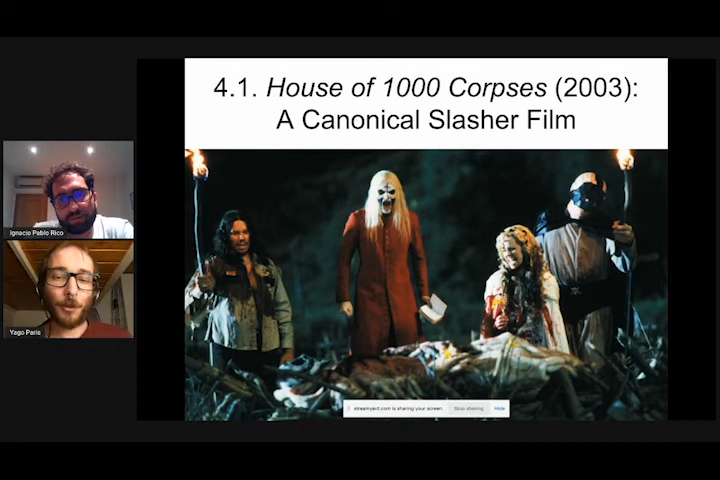 4.1. House of 1000 Corpses (2003):
A Canonical Slasher Film
Ignacio Pablo Rico
Yago Paris
streamyard.com is sharing your screen. Stop sharing Hide